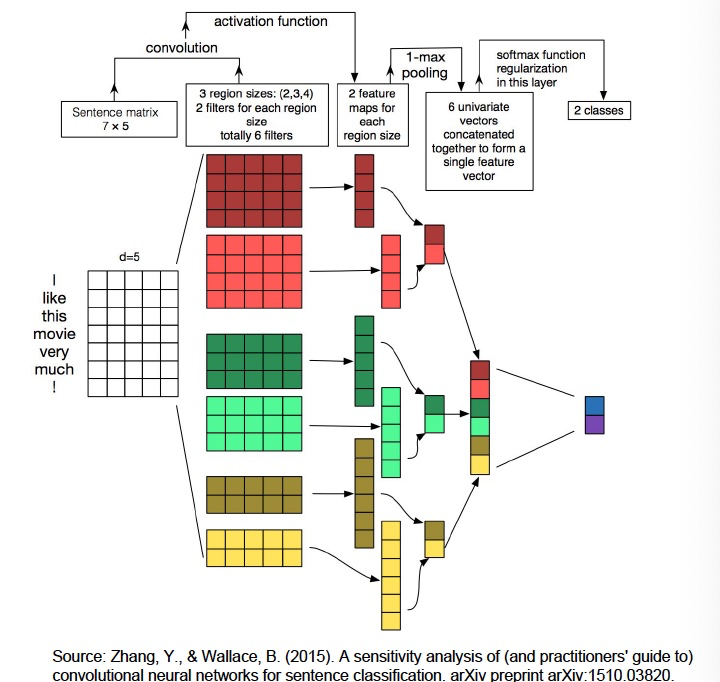 activation function
convolution
1-max
pooling
softmax function
regularization
in this layer
Sentence matrix
7 × 5
3 region sizes: (2,3,4)
2 filters for each region
size
totally 6 filters
2 feature
maps for
each
region size
6 univariate
vectors
concatenated
together to form a
single feature
vector
2 classes
d=5
I
like
this
movie
very
much
!
Source: Zhang, Y., & Wallace, B. (2015). A sensitivity analysis of (and practitioners' guide to)
convolutional neural networks for sentence classification. arXiv preprint arXiv:1510.03820.